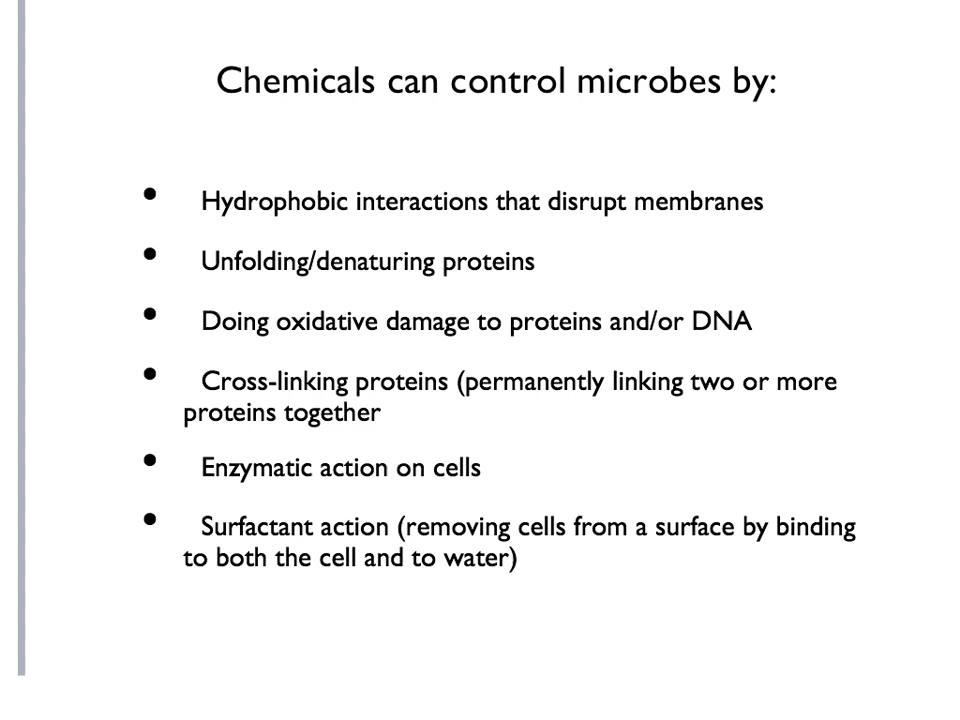 Chemicals can control microbes by:
• Hydrophobic interactions that disrupt membranes
• Unfolding/denaturing proteins
• Doing oxidative damage to proteins and/or DNA
• Cross-linking proteins (permanently linking two or more
proteins together
• Enzymatic action on cells
• Surfactant action (removing cells from a surface by binding
to both the cell and to water)